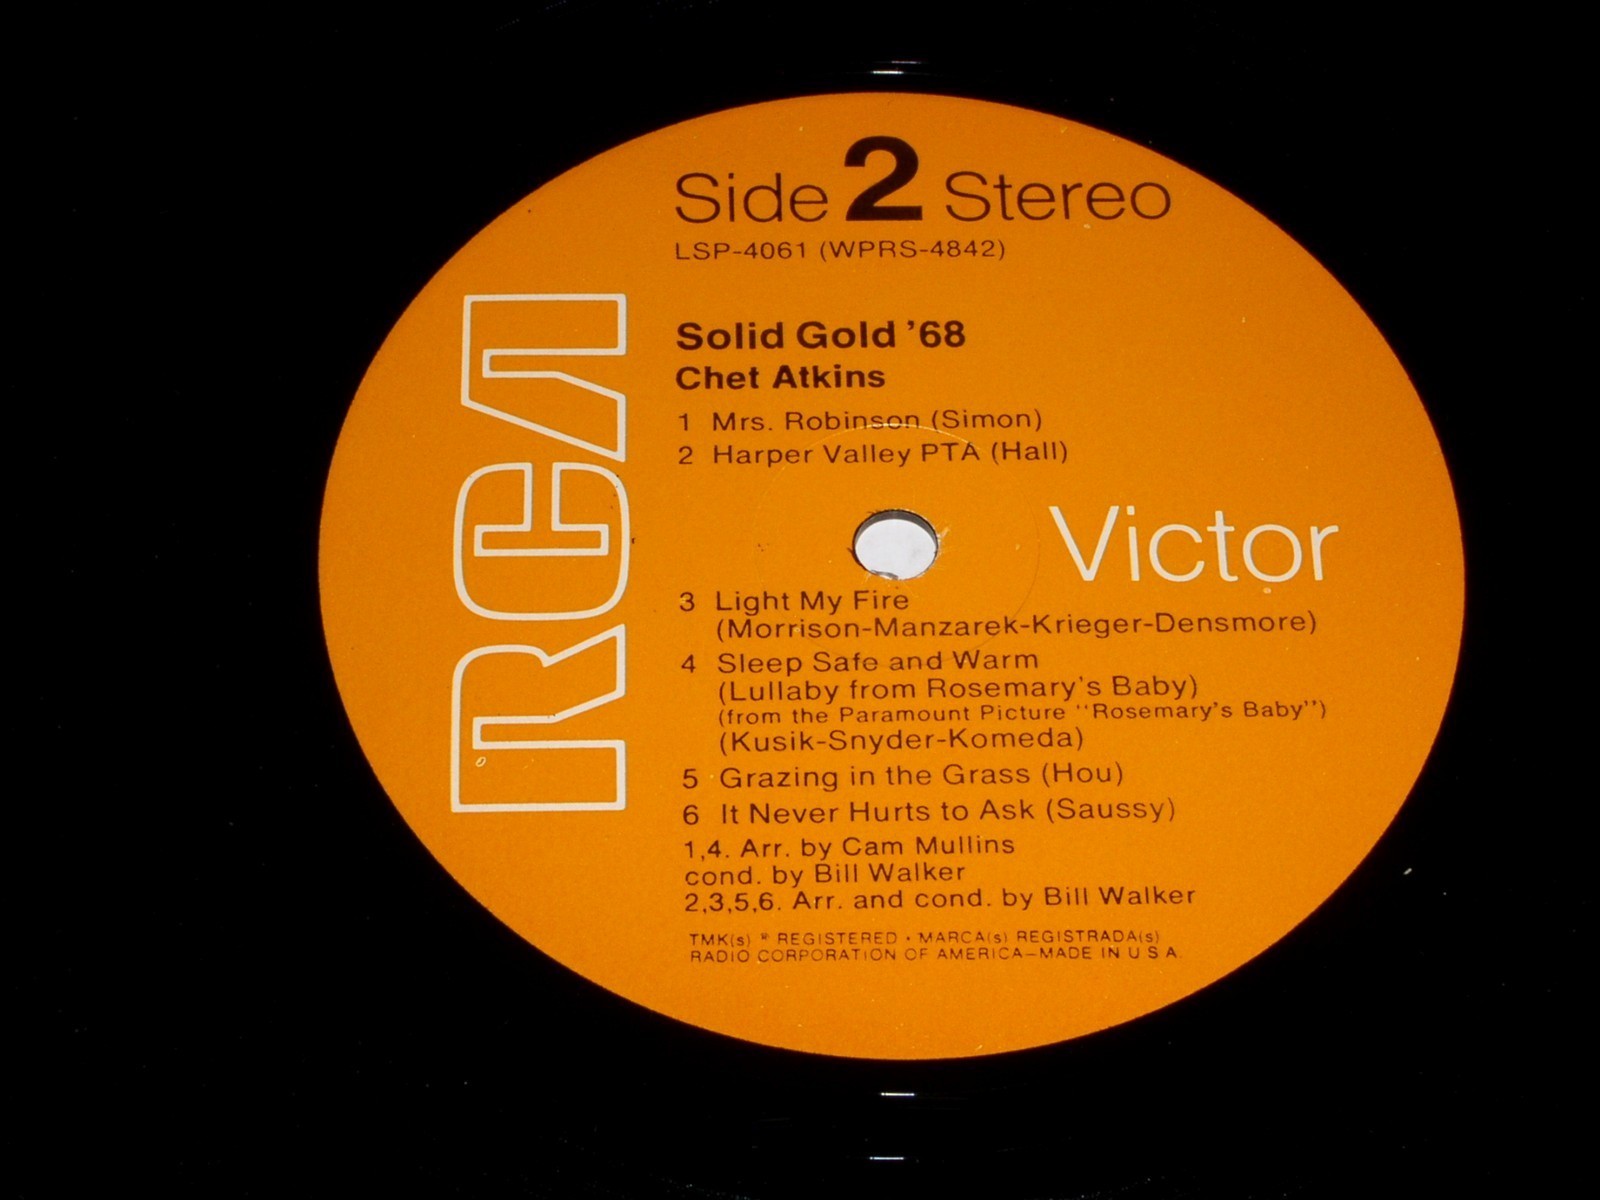 Side 2 Stereo
LSP-4061 (WPRS-4842)
RCA
Solid Gold '68
Chet Atkins
1 Mrs. Robinson (Simon)
2 Harper Valley PTA (Hall)
Victor
3 Light My Fire
(Morrison-Manzarek-Krieger-Densmore)
4 Sleep Safe and Warm
(Lullaby from Rosemary's Baby)
(from the Paramount Picture "Rosemary's Baby")
(Kusik-Snyder-Komeda)
5 Grazing in the Grass (Hou)
6 It Never Hurts to Ask (Saussy)
1,4. Arr. by Cam Mullins
cond. by Bill Walker
2,3,5,6. Arr. and cond. by Bill Walker
TMK(s) ® REGISTERED • MARCA(s) REGISTRADA(s)
RADIO CORPORATION OF AMERICA—MADE IN U.S.A.